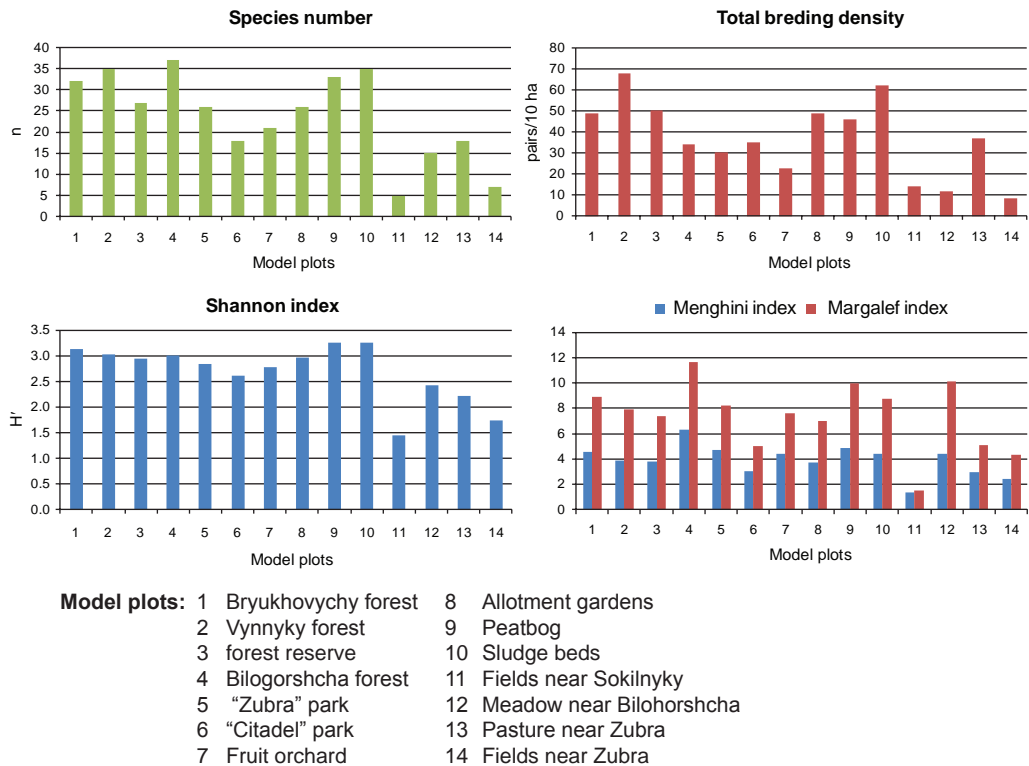 Species number
40
35
30
25
20
15
10
5
0
n
1 2 3 4 5 6 7 8 9 10 11 12 13 14
Model plots
Total breding density
80
70
60
50
40
30
20
10
0
pairs/10 ha
1 2 3 4 5 6 7 8 9 10 11 12 13 14
Model plots
Shannon index
3.5
3.0
2.5
2.0
1.5
1.0
0.5
0.0
H′
1 2 3 4 5 6 7 8 9 10 11 12 13 14
Model plots
Menghini index Margalef index
14
12
10
8
6
4
2
0
1 2 3 4 5 6 7 8 9 10 11 12 13 14
Model plots
Model plots: 1 Bryukhovychy forest
2 Vynnyky forest
3 forest reserve
4 Bilogorshcha forest
5 “Zubra” park
6 “Citadel” park
7 Fruit orchard
8 Allotment gardens
9 Peatbog
10 Sludge beds
11 Fields near Sokilnyky
12 Meadow near Bilohorshcha
13 Pasture near Zubra
14 Fields near Zubra